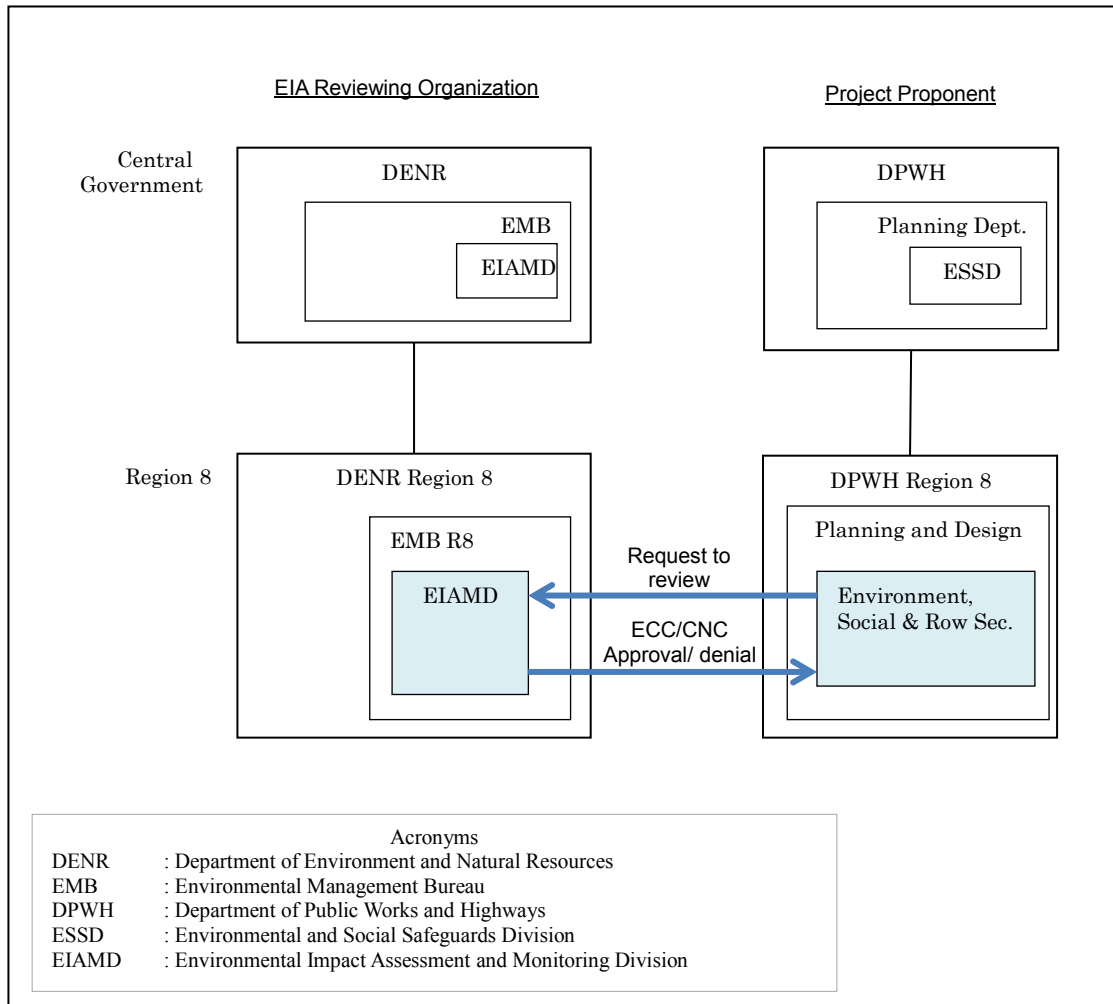 EIA Reviewing Organization
Project Proponent
Central
Government
DENR
EMB
EIAMD
DPWH
Planning Dept.
ESSD
Region 8
DENR Region 8
EMB R8
EIAMD
Request to
review
ECC/CNC
Approval/ denial
DPWH Region 8
Planning and Design
Environment,
Social & Row Sec.
Acronyms
DENR : Department of Environment and Natural Resources
EMB : Environmental Management Bureau
DPWH : Department of Public Works and Highways
ESSD : Environmental and Social Safeguards Division
EIAMD : Environmental Impact Assessment and Monitoring Division